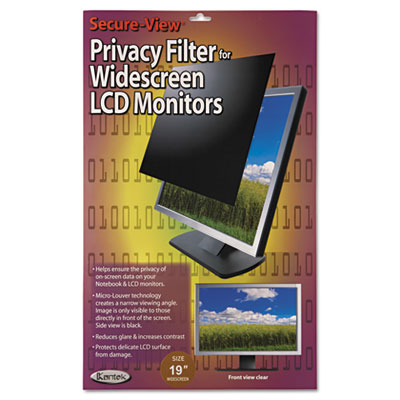 Secure-View™
Privacy Filter for
Widescreen
LCD Monitors
• Helps ensure the privacy of
on-screen data on your
Notebook & LCD monitors.
• Micro-Louver technology
creates a narrow viewing angle.
Image is only visible to those
directly in front of the screen.
Side view is black.
• Reduces glare & increases contrast
• Protects delicate LCD surface
from damage.
Kantek
SIZE
19"
WIDESCREEN
Front view clear